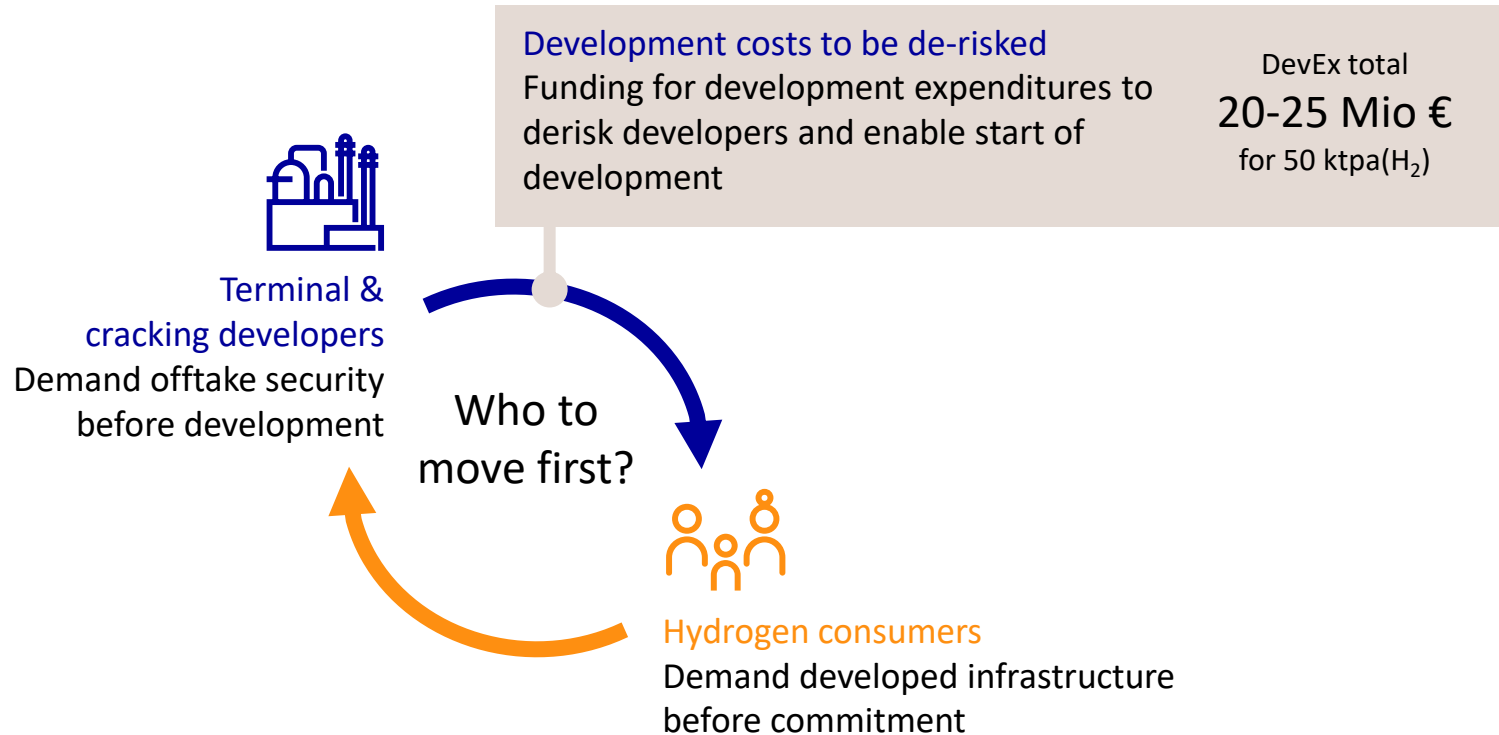 Development costs to be de-risked
Funding for development expenditures to
derisk developers and enable start of
development
DevEx total
20-25 Mio €
for 50 ktpa(H₂)
Terminal &
cracking developers
Demand offtake security
before development
Who to
move first?
Hydrogen consumers
Demand developed infrastructure
before commitment